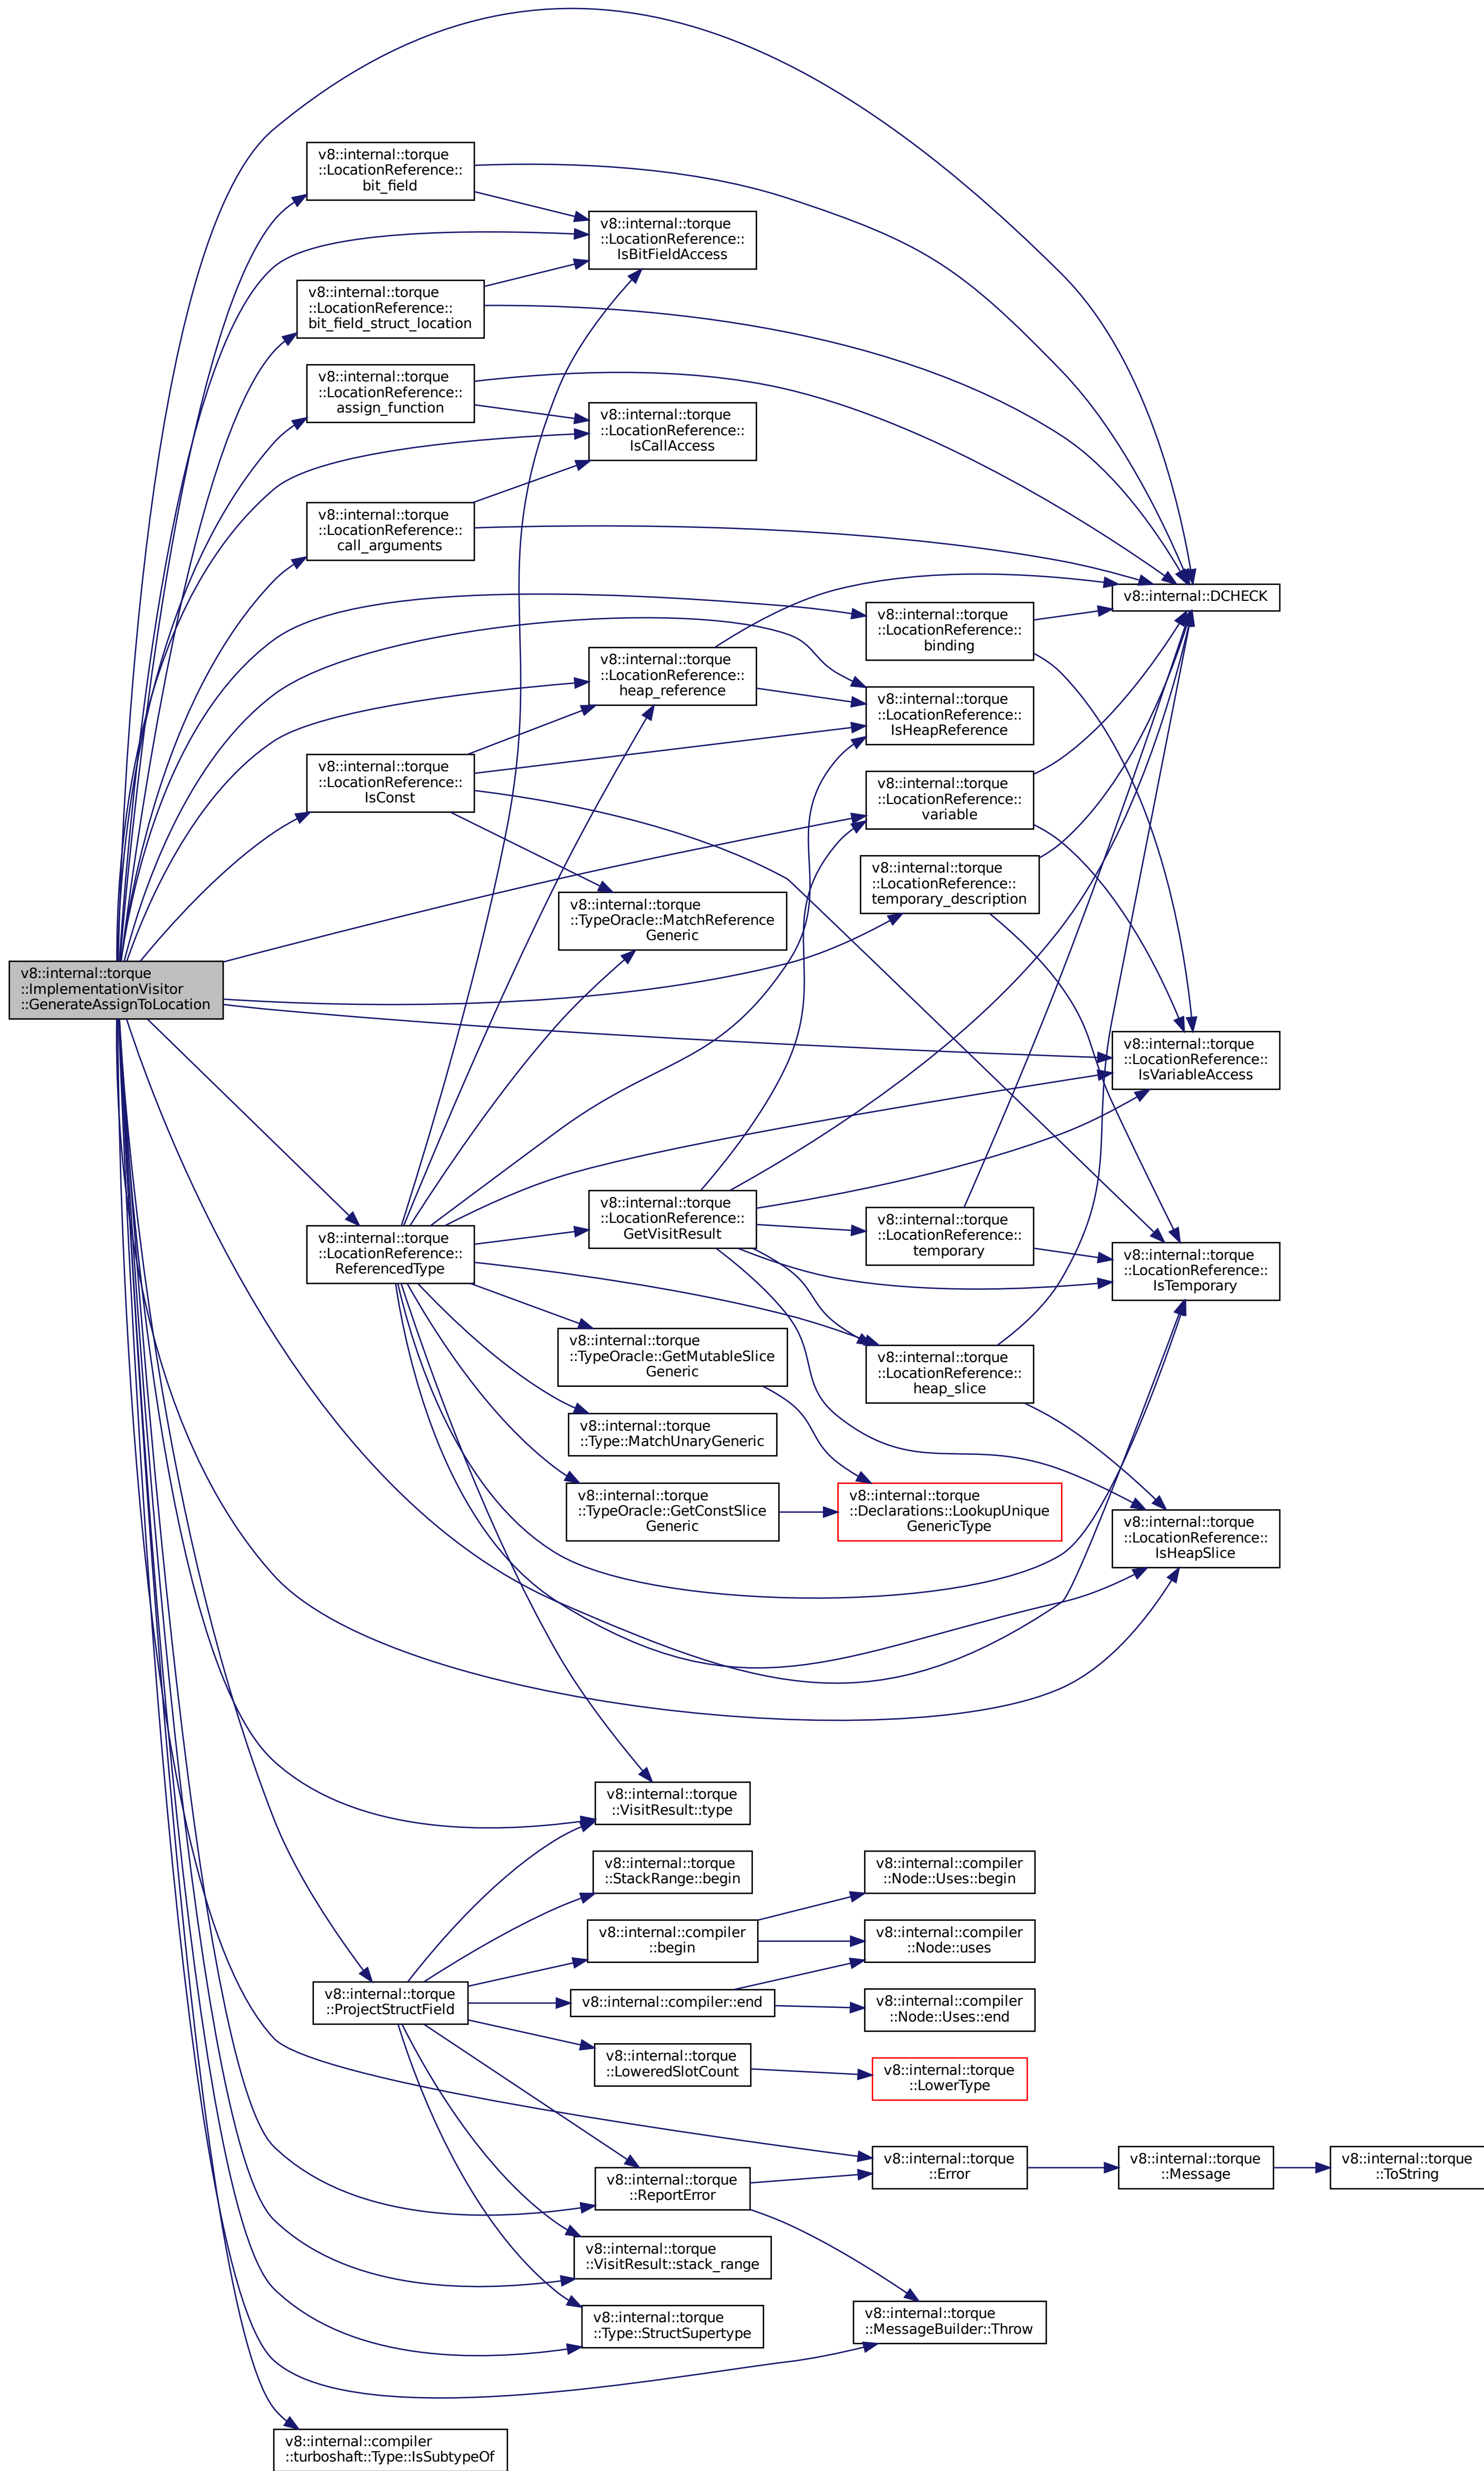 v8::internal::torque
::LocationReference::
bit_field
v8::internal::torque
::LocationReference::
IsBitFieldAccess
v8::internal::torque
::LocationReference::
bit_field_struct_location
v8::internal::torque
::LocationReference::
assign_function
v8::internal::torque
::LocationReference::
IsCallAccess
v8::internal::torque
::LocationReference::
call_arguments
v8::internal::DCHECK
v8::internal::torque
::LocationReference::
binding
v8::internal::torque
::LocationReference::
heap_reference
v8::internal::torque
::LocationReference::
IsHeapReference
v8::internal::torque
::LocationReference::
IsConst
v8::internal::torque
::LocationReference::
variable
v8::internal::torque
::LocationReference::
temporary_description
v8::internal::torque
::TypeOracle::MatchReference
Generic
v8::internal::torque
::ImplementationVisitor
::GenerateAssignToLocation
v8::internal::torque
::LocationReference::
IsVariableAccess
v8::internal::torque
::LocationReference::
GetVisitResult
v8::internal::torque
::LocationReference::
temporary
v8::internal::torque
::LocationReference::
ReferencedType
v8::internal::torque
::LocationReference::
IsTemporary
v8::internal::torque
::TypeOracle::GetMutableSlice
Generic
v8::internal::torque
::LocationReference::
heap_slice
v8::internal::torque
::Type::MatchUnaryGeneric
v8::internal::torque
::TypeOracle::GetConstSlice
Generic
v8::internal::torque
::Declarations::LookupUnique
GenericType
v8::internal::torque
::LocationReference::
IsHeapSlice
v8::internal::torque
::VisitResult::type
v8::internal::torque
::StackRange::begin
v8::internal::compiler
::Node::Uses::begin
v8::internal::compiler
::begin
v8::internal::compiler
::Node::uses
v8::internal::torque
::ProjectStructField
v8::internal::compiler::end
v8::internal::compiler
::Node::Uses::end
v8::internal::torque
::LoweredSlotCount
v8::internal::torque
::LowerType
v8::internal::torque
::ReportError
v8::internal::torque
::Error
v8::internal::torque
::Message
v8::internal::torque
::ToString
v8::internal::torque
::VisitResult::stack_range
v8::internal::torque
::Type::StructSupertype
v8::internal::torque
::MessageBuilder::Throw
v8::internal::compiler
::turboshaft::Type::IsSubtypeOf